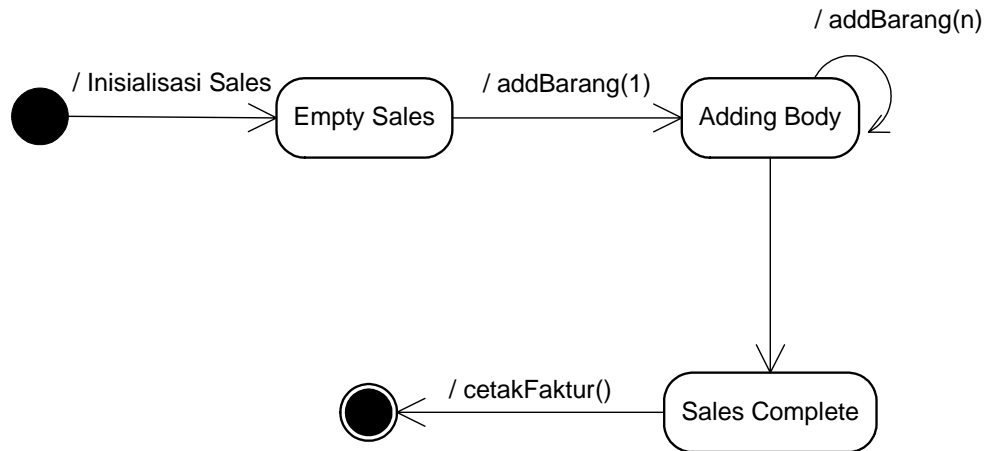 / addBarang(n)
/ Inisialisasi Sales
/ addBarang(1)
Empty Sales
Adding Body
/ cetakFaktur()
Sales Complete